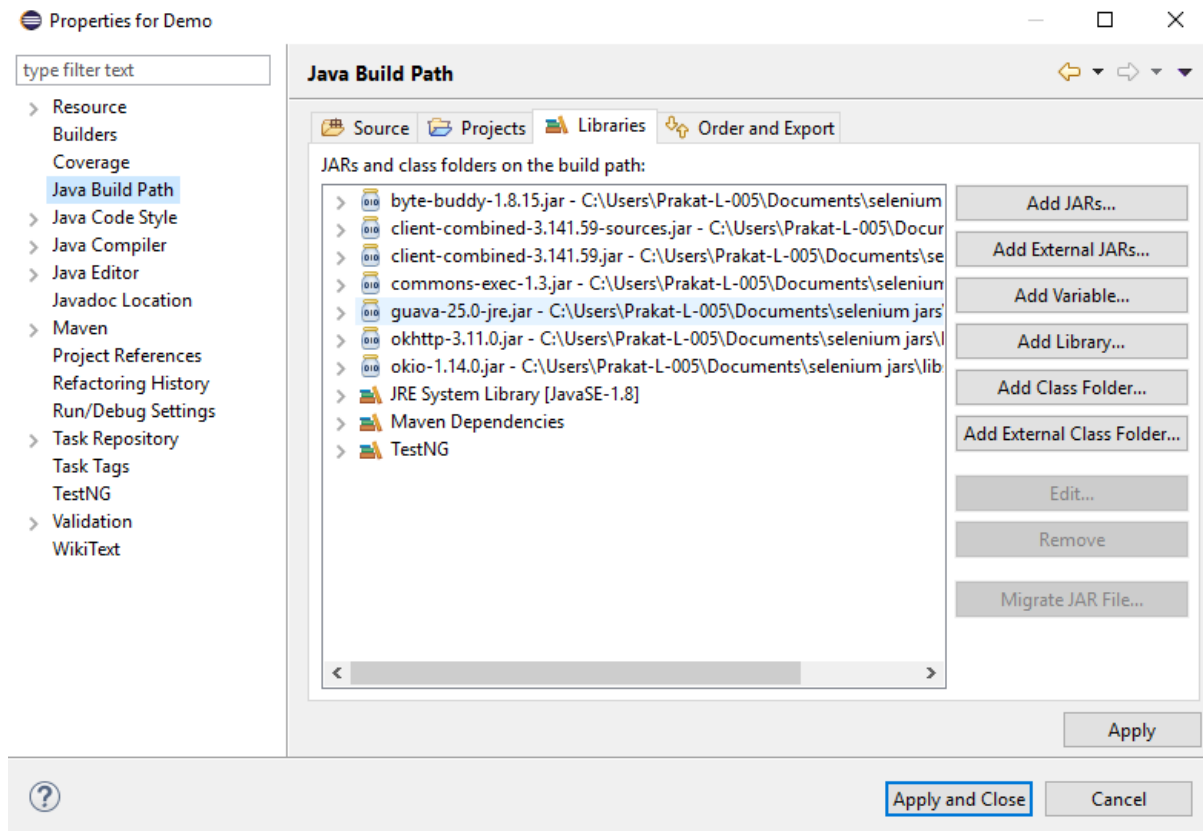 Properties for Demo
type filter text
Resource
Builders
Coverage
Java Build Path
Java Code Style
Java Compiler
Java Editor
Javadoc Location
Maven
Project References
Refactoring History
Run/Debug Settings
Task Repository
Task Tags
TestNG
Validation
WikiText
Java Build Path
Source Projects Libraries Order and Export
JARs and class folders on the build path:
byte-buddy-1.8.15.jar - C:\Users\Prakat-L-005\Documents\selenium
client-combined-3.141.59-sources.jar - C:\Users\Prakat-L-005\Docur
client-combined-3.141.59.jar - C:\Users\Prakat-L-005\Documents\se
commons-exec-1.3.jar - C:\Users\Prakat-L-005\Documents\selenium
guava-25.0-jre.jar - C:\Users\Prakat-L-005\Documents\selenium jars\
okhttp-3.11.0.jar - C:\Users\Prakat-L-005\Documents\selenium jars\l
okio-1.14.0.jar - C:\Users\Prakat-L-005\Documents\selenium jars\lib
JRE System Library [JavaSE-1.8]
Maven Dependencies
TestNG
Add JARs...
Add External JARs...
Add Variable...
Add Library...
Add Class Folder...
Add External Class Folder...
Edit...
Remove
Migrate JAR File...
Apply
Apply and Close Cancel